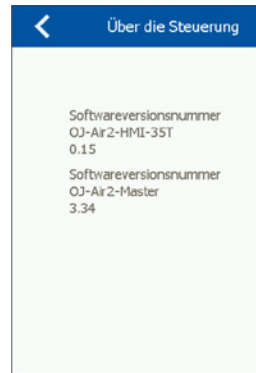 Über die Steuerung
Softwareversionsnummer
OJ-Air2-HMI-35T
0.15
Softwareversionsnummer
OJ-Air2-Master
3.34